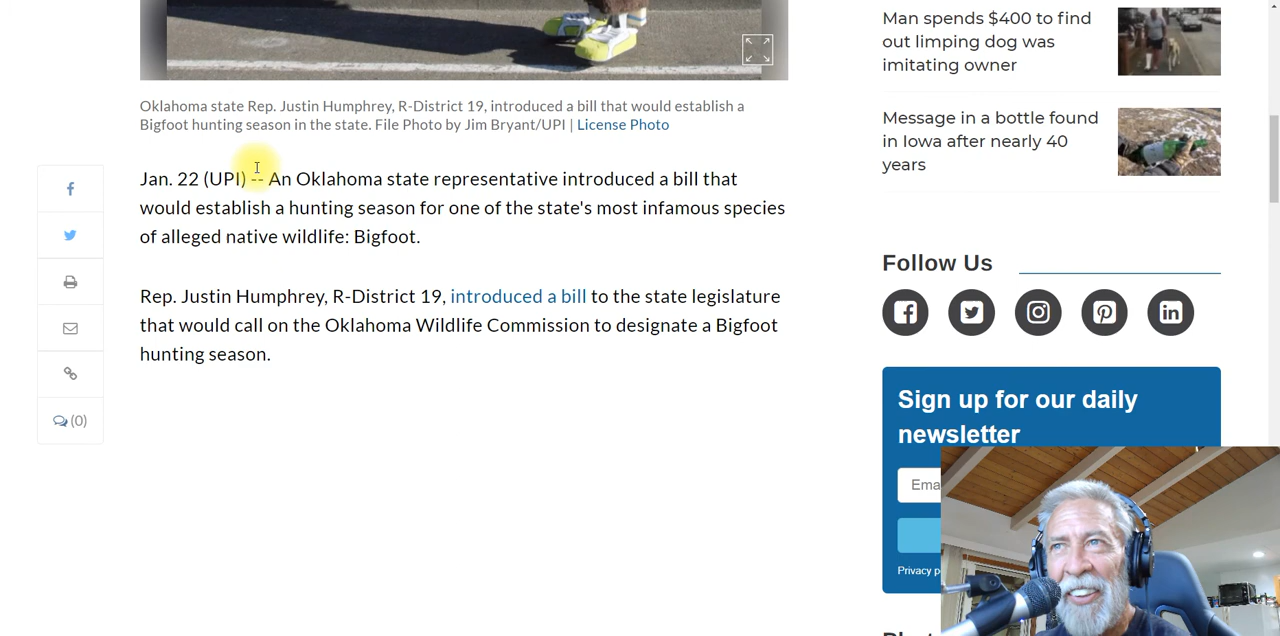 Oklahoma state Rep. Justin Humphrey, R-District 19, introduced a bill that would establish a
Bigfoot hunting season in the state. File Photo by Jim Bryant/UPI | License Photo
Jan. 22 (UPI) -- An Oklahoma state representative introduced a bill that
would establish a hunting season for one of the state's most infamous species
of alleged native wildlife: Bigfoot.
Rep. Justin Humphrey, R-District 19, introduced a bill to the state legislature
that would call on the Oklahoma Wildlife Commission to designate a Bigfoot
hunting season.
(0)
Man spends $400 to find
out limping dog was
imitating owner
Message in a bottle found
in Iowa after nearly 40
years
Follow Us
Sign up for our daily
newsletter
Ema
Privacy p